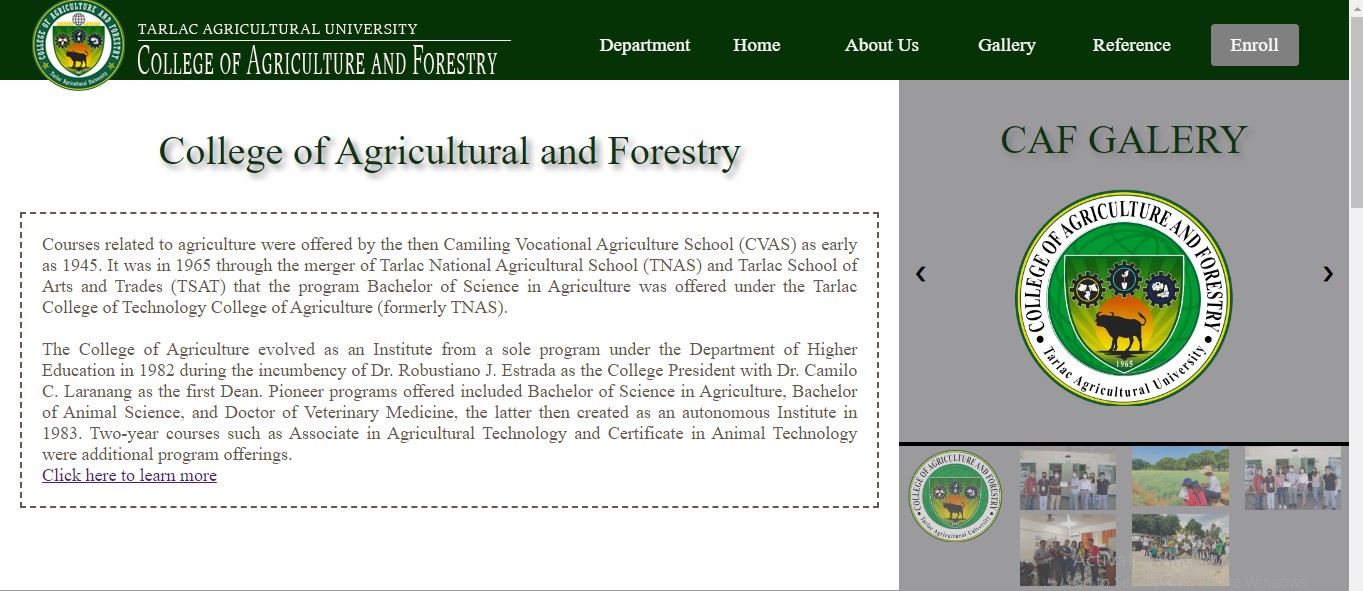 TARLAC AGRICULTURAL UNIVERSITY
COLLEGE OF AGRICULTURE AND FORESTRY
Department Home About Us Gallery Reference Enroll
College of Agricultural and Forestry
Courses related to agriculture were offered by the then Camiling Vocational Agriculture School (CVAS) as early
as 1945. It was in 1965 through the merger of Tarlac National Agricultural School (TNAS) and Tarlac School of
Arts and Trades (TSAT) that the program Bachelor of Science in Agriculture was offered under the Tarlac
College of Technology College of Agriculture (formerly TNAS).
The College of Agriculture evolved as an Institute from a sole program under the Department of Higher
Education in 1982 during the incumbency of Dr. Robustiano J. Estrada as the College President with Dr. Camilo
C. Laranang as the first Dean. Pioneer programs offered included Bachelor of Science in Agriculture, Bachelor
of Animal Science, and Doctor of Veterinary Medicine, the latter then created as an autonomous Institute in
1983. Two-year courses such as Associate in Agricultural Technology and Certificate in Animal Technology
were additional program offerings.
Click here to learn more
CAF GALERY
COLLEGE OF AGRICULTURE AND FORESTRY
1965
Tarlac Agricultural University
COLLEGE OF AGRICULTURE AND FORESTRY
Tarlac Agricultural University
COLLEGE OF AGRICULTURE AND FORESTRY
Tarlac Agricultural University